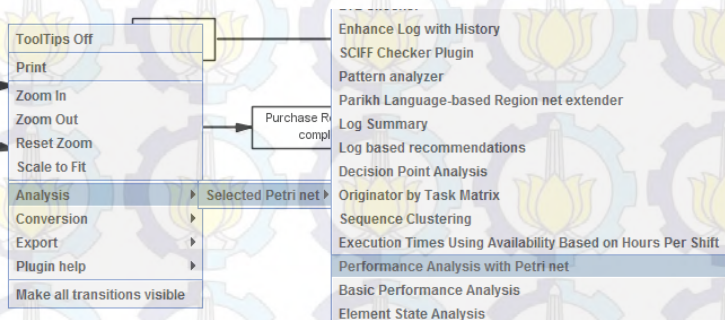 ToolTips Off
Print
Zoom In
Zoom Out
Reset Zoom
Scale to Fit
Analysis
Conversion
Export
Plugin help
Make all transitions visible
Selected Petri net
Purchase Re
compl
Enhance Log with History
SCIFF Checker Plugin
Pattern analyzer
Parikh Language-based Region net extender
Log Summary
Log based recommendations
Decision Point Analysis
Originator by Task Matrix
Sequence Clustering
Execution Times Using Availability Based on Hours Per Shift
Performance Analysis with Petri net
Basic Performance Analysis
Element State Analysis